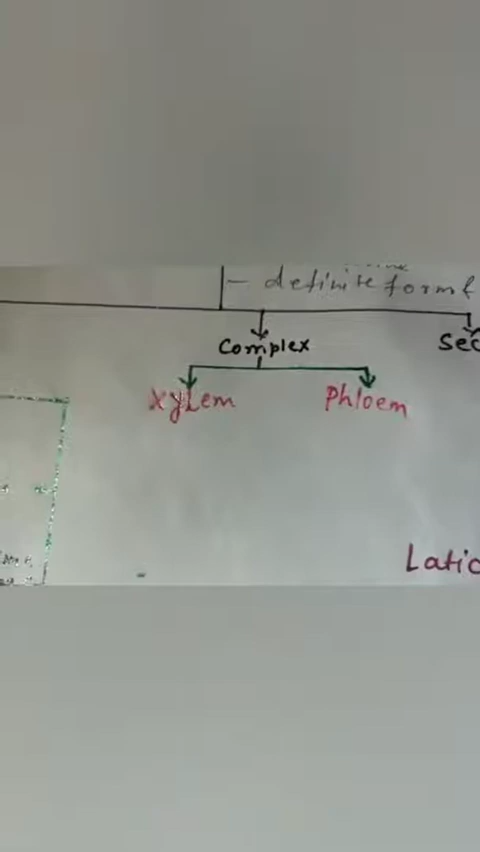 - definite form &
Complex
Sec
Xylem
Phloem
Latic